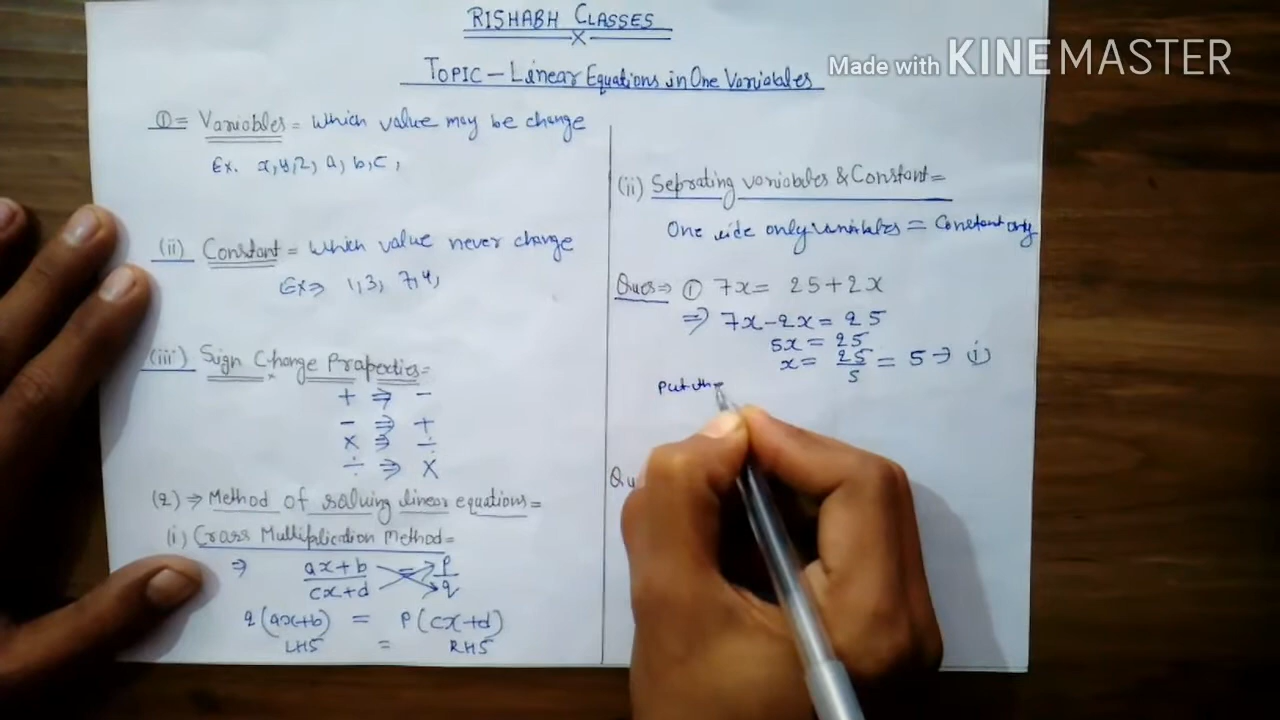 RISHABH CLASSES
Made with KINEMASTER
TOPIC - Linear Equations in One Variables
① = Variables = Which value may be change
Ex. x, y, z, a, b, c,
(ii) Constant = Which value never change
Ex ⇒ 1, 3, 7, 4,
(iii) Sign Change Properties =
+ ⇒ -
- ⇒ +
× ⇒ ÷
÷ ⇒ ×
(2) ⇒ Method of solving linear equations =
(i) Cross Multiplication Method =
⇒ ax+b = p
cx+d q
q(ax+b) = p(cx+d)
LHS = RHS
(ii) Seprating variables & Constant =
One side only variables = Constant only
Ques ⇒ ① 7x = 25+2x
⇒ 7x-2x = 25
5x = 25
x = 25/5 = 5 → (i)
Put the
Qu